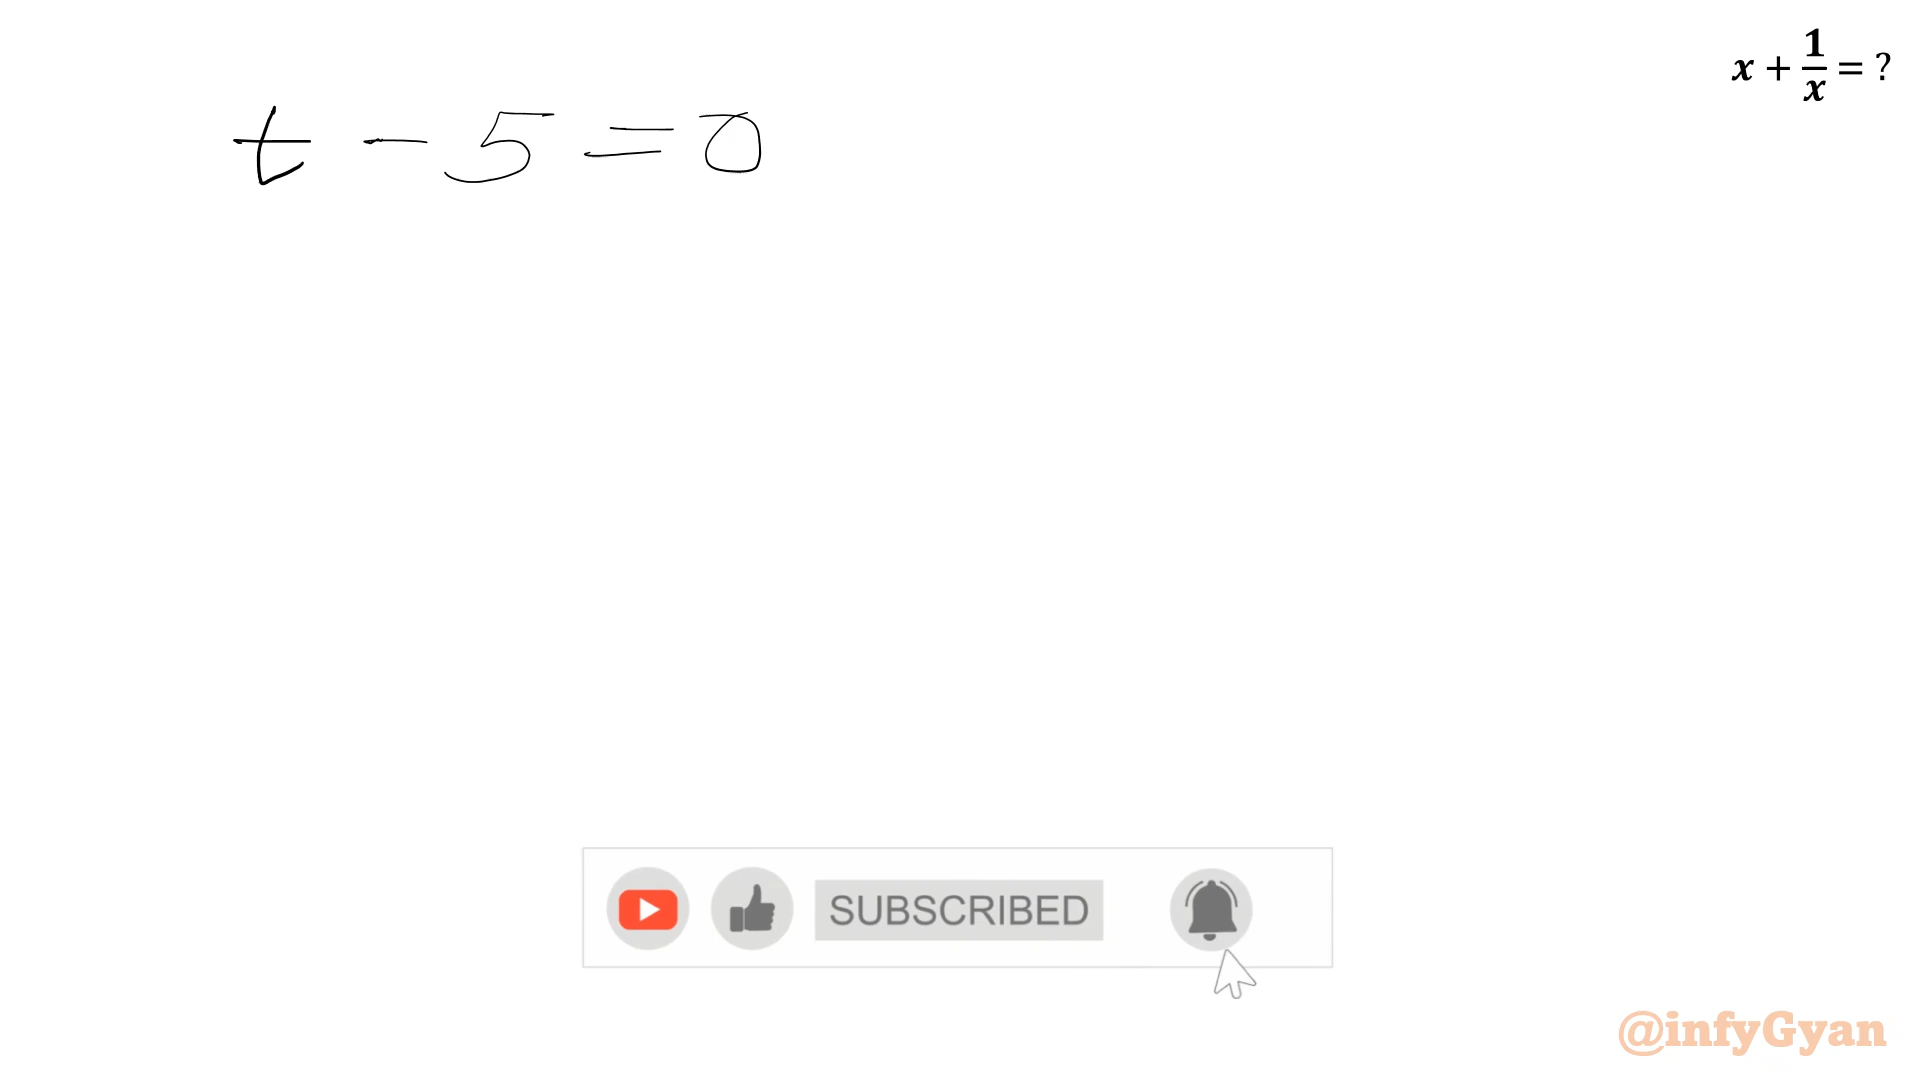 x + 1/x = ?
t - 5 = 0
SUBSCRIBED
@infyGyan